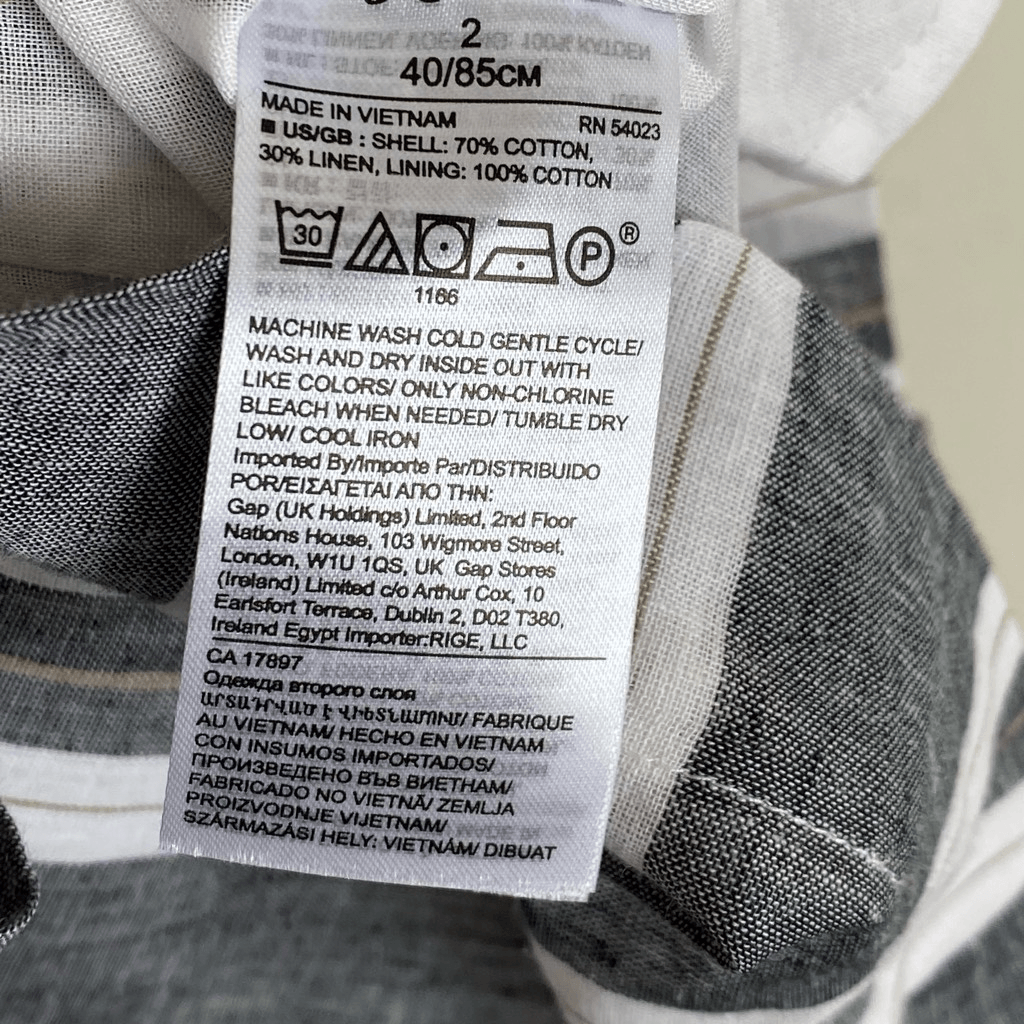 2
40/85CM
MADE IN VIETNAM RN 54023
■ US/GB : SHELL: 70% COTTON,
30% LINEN, LINING: 100% COTTON
30 P ®
1166
MACHINE WASH COLD GENTLE CYCLE/
WASH AND DRY INSIDE OUT WITH
LIKE COLORS/ ONLY NON-CHLORINE
BLEACH WHEN NEEDED/ TUMBLE DRY
LOW/ COOL IRON
Imported By/Importe Par/DISTRIBUIDO
POR/ΕΙΣΑΓΕΤΑΙ ΑΠΟ ΤΗΝ:
Gap (UK Holdings) Limited, 2nd Floor
Nations House, 103 Wigmore Street,
London, W1U 1QS, UK Gap Stores
(Ireland) Limited c/o Arthur Cox, 10
Earlsfort Terrace, Dublin 2, D02 T380,
Ireland Egypt Importer:RIGE, LLC
CA 17897
Одежда второго слоя
ԱՐՏԱԴՐՎԱԾ Է ՎԻԵՏՆԱՄՈՒՄ/ FABRIQUE
AU VIETNAM/ HECHO EN VIETNAM
CON INSUMOS IMPORTADOS/
ПРОИЗВЕДЕНО ВЪВ ВИЕТНАМ/
FABRICADO NO VIETNÃ/ ZEMLJA
PROIZVODNJE VIJETNAM/
SZÁRMAZÁSI HELY: VIETNÁM/ DIBUAT